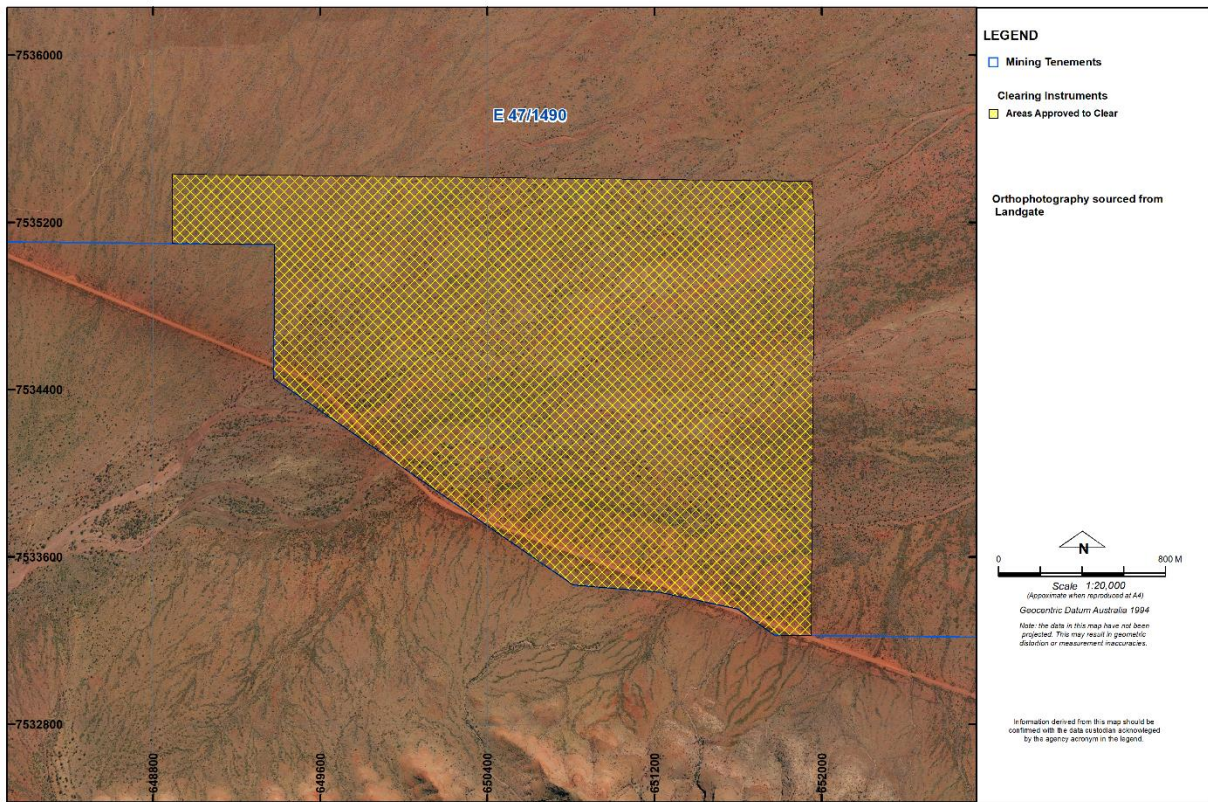 7536000
7535200
7534400
7533600
7532800
648800
649600
650400
651200
652000
E 47/1490
LEGEND
Mining Tenements
Clearing Instruments
Areas Approved to Clear
Orthophotography sourced from
Landgate
N
0 800 M
Scale 1:20,000
(Approximate when reproduced at A4)
Geocentric Datum Australia 1994
Note: the data in this map have not been
projected. This may result in geometric
distortion or measurement inaccuracies.
Information derived from this map should be
confirmed with the data custodian acknowleged
by the agency acronym in the legend.